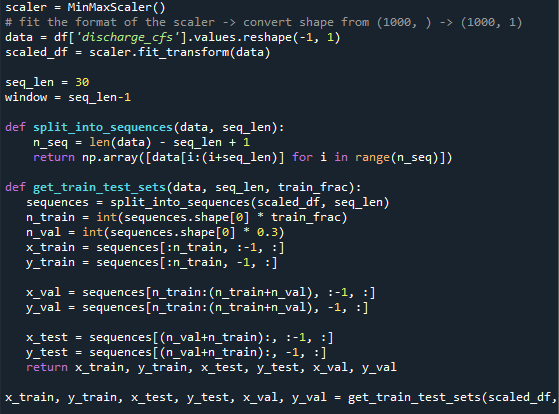 scaler = MinMaxScaler()
# fit the format of the scaler -> convert shape from (1000, ) -> (1000, 1)
data = df['discharge_cfs'].values.reshape(-1, 1)
scaled_df = scaler.fit_transform(data)
seq_len = 30
window = seq_len-1
def split_into_sequences(data, seq_len):
    n_seq = len(data) - seq_len + 1
    return np.array([data[i:(i+seq_len)] for i in range(n_seq)])
def get_train_test_sets(data, seq_len, train_frac):
    sequences = split_into_sequences(scaled_df, seq_len)
    n_train = int(sequences.shape[0] * train_frac)
    n_val = int(sequences.shape[0] * 0.3)
    x_train = sequences[:n_train, :-1, :]
    y_train = sequences[:n_train, -1, :]
    x_val = sequences[n_train:(n_train+n_val), :-1, :]
    y_val = sequences[n_train:(n_train+n_val), -1, :]
    x_test = sequences[(n_val+n_train):, :-1, :]
    y_test = sequences[(n_val+n_train):, -1, :]
    return x_train, y_train, x_test, y_test, x_val, y_val
x_train, y_train, x_test, y_test, x_val, y_val = get_train_test_sets(scaled_df,